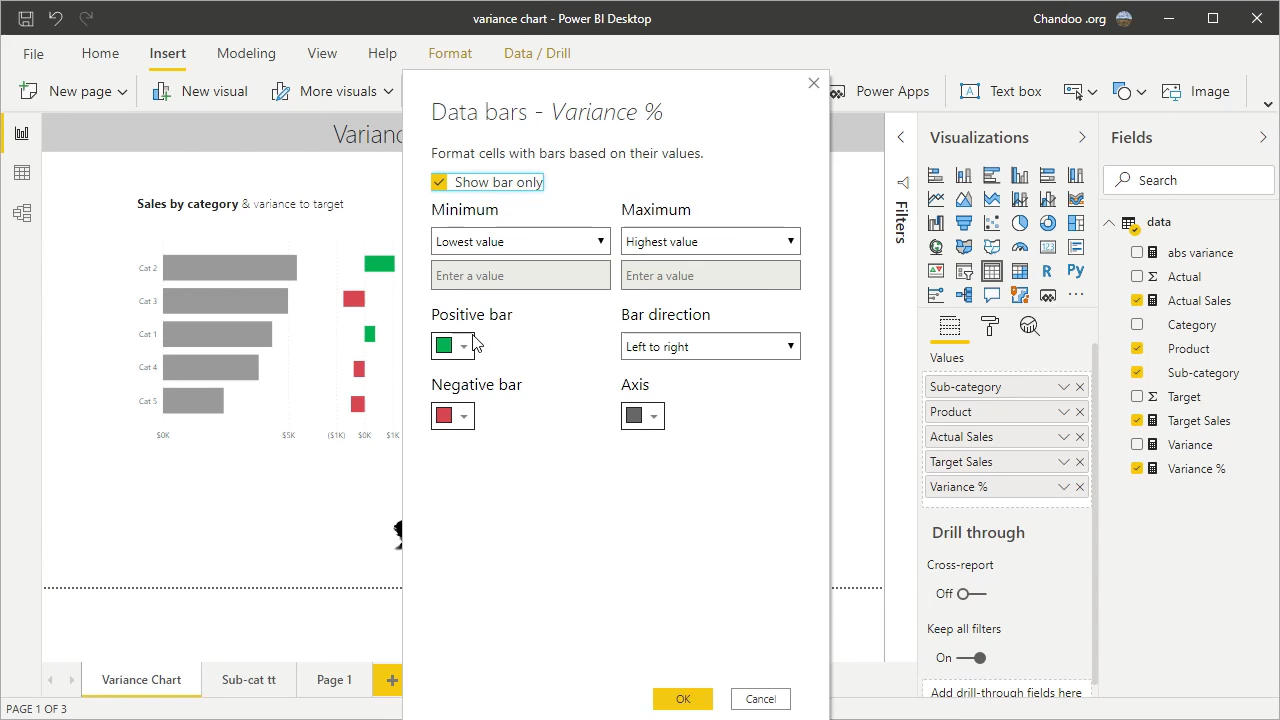 variance chart - Power BI Desktop
Chandoo .org
File
Home
Insert
Modeling
View
Help
Format
Data / Drill
New page
New visual
More visuals
Power Apps
Text box
Image
Varianc
Sales by category & variance to target
Cat 2
Cat 3
Cat 1
Cat 4
Cat 5
$0K
$5K
($1K)
$0K
$1K
Data bars - Variance %
Format cells with bars based on their values.
Show bar only
Minimum
Maximum
Lowest value
Highest value
Enter a value
Enter a value
Positive bar
Bar direction
Left to right
Negative bar
Axis
OK
Cancel
Filters
Visualizations
R
Py
123
Values
Sub-category
Product
Actual Sales
Target Sales
Variance %
Drill through
Cross-report
Off
Keep all filters
On
Add drill-through fields here
Fields
Search
data
abs variance
Σ Actual
Actual Sales
Category
Product
Sub-category
Σ Target
Target Sales
Variance
Variance %
Variance Chart
Sub-cat tt
Page 1
PAGE 1 OF 3